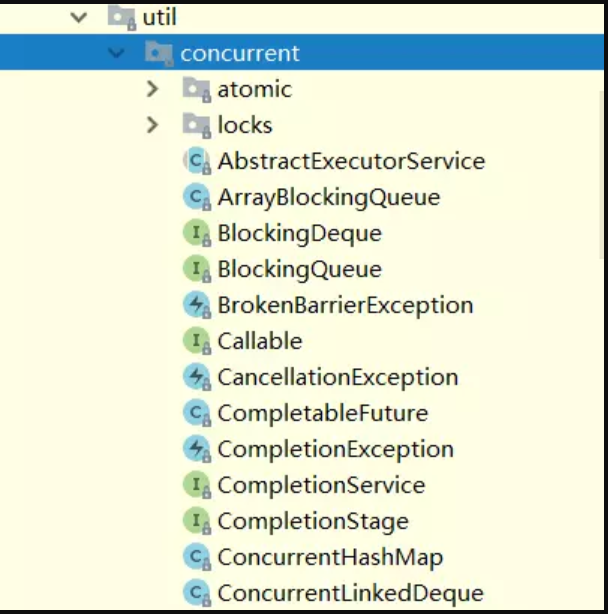 util
concurrent
atomic
locks
AbstractExecutorService
ArrayBlockingQueue
BlockingDeque
BlockingQueue
BrokenBarrierException
Callable
CancellationException
CompletableFuture
CompletionException
CompletionService
CompletionStage
ConcurrentHashMap
ConcurrentLinkedDeque